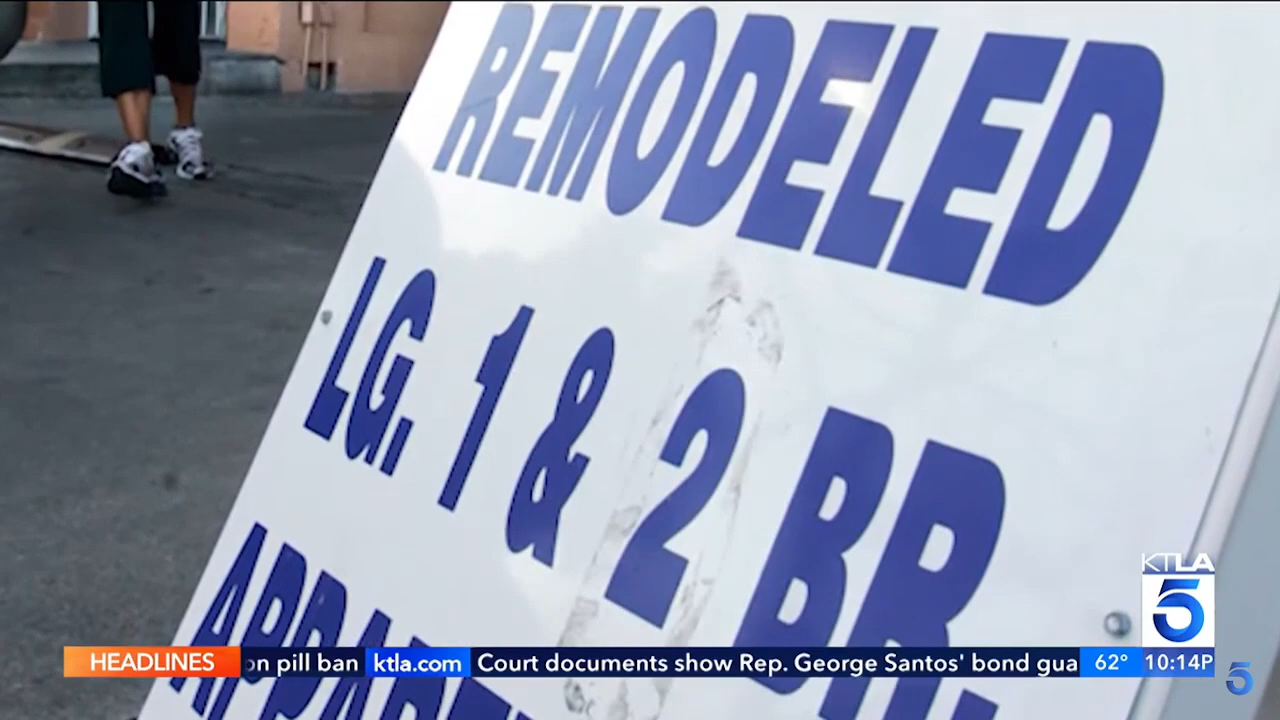 REMODELED
LG. 1 & 2 BR.
APPART
KTLA
5
HEADLINES
on pill ban ktla.com Court documents show Rep. George Santos' bond gua
62° 10:14P
5